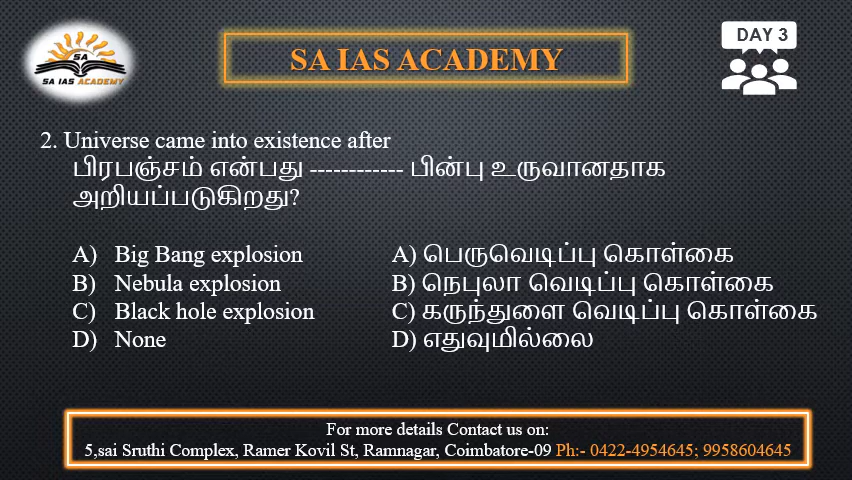 SA
SA IAS ACADEMY
SA IAS ACADEMY
DAY 3
2. Universe came into existence after
பிரபஞ்சம் என்பது ------------ பின்பு உருவானதாக
அறியப்படுகிறது?
A) Big Bang explosion
B) Nebula explosion
C) Black hole explosion
D) None
A) பெருவெடிப்பு கொள்கை
B) நெபுலா வெடிப்பு கொள்கை
C) கருந்துளை வெடிப்பு கொள்கை
D) எதுவுமில்லை
For more details Contact us on:
5,sai Sruthi Complex, Ramer Kovil St, Ramnagar, Coimbatore-09 Ph:- 0422-4954645; 9958604645